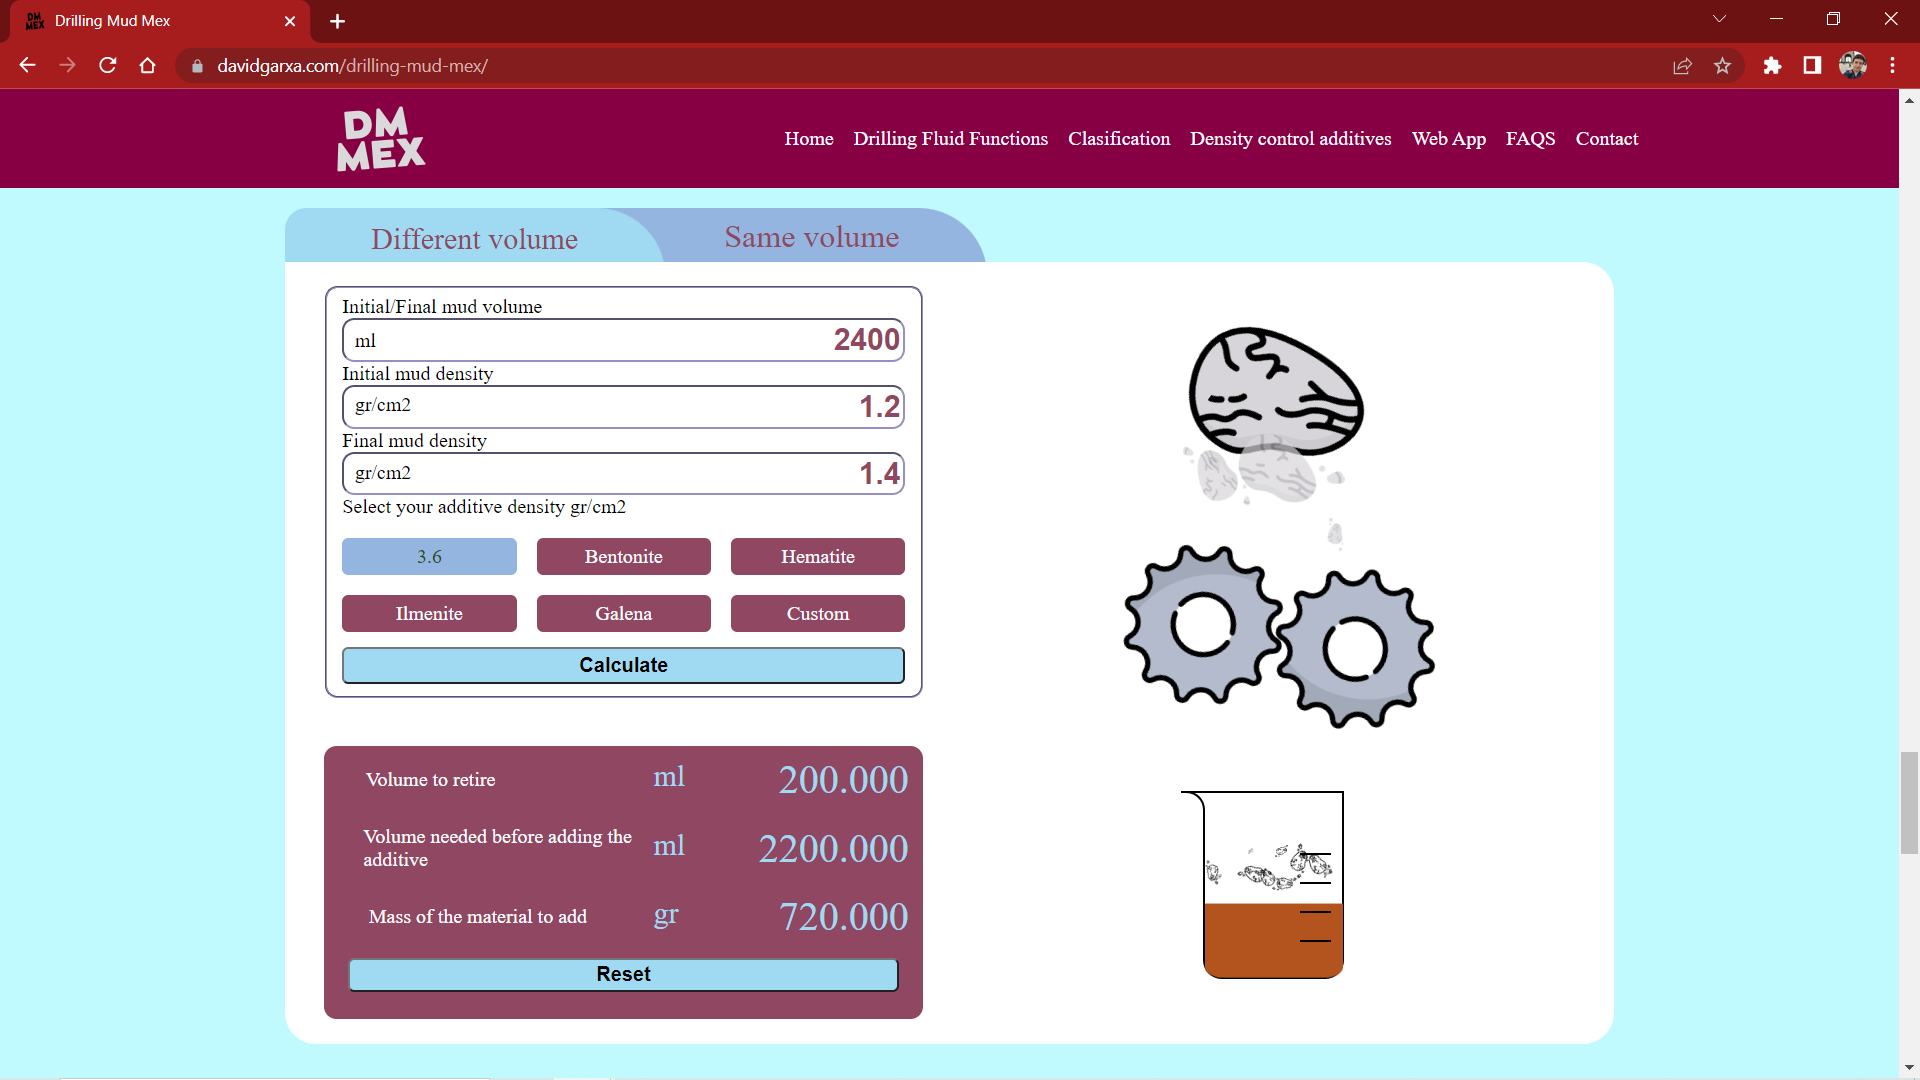 DM
MEX
Drilling Mud Mex
davidgarxa.com/drilling-mud-mex/
DM
MEX
Home Drilling Fluid Functions Clasification Density control additives Web App FAQS Contact
Different volume Same volume
Initial/Final mud volume
ml 2400
Initial mud density
gr/cm2 1.2
Final mud density
gr/cm2 1.4
Select your additive density gr/cm2
3.6 Bentonite Hematite
Ilmenite Galena Custom
Calculate
Volume to retire ml 200.000
Volume needed before adding the
additive ml 2200.000
Mass of the material to add gr 720.000
Reset